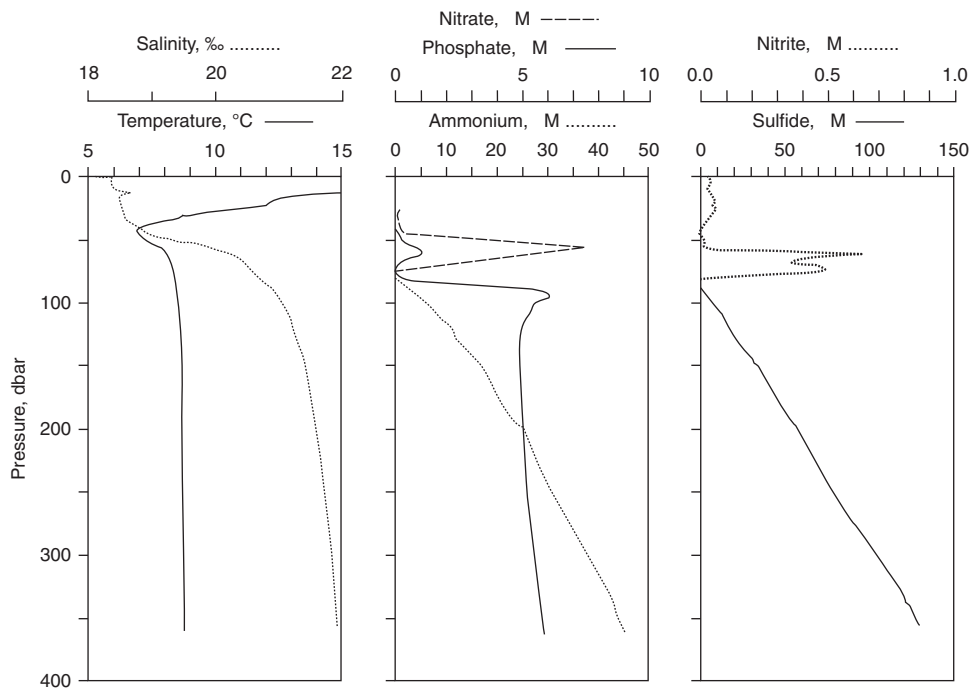 Nitrate, M
Salinity, ‰
Phosphate, M
Nitrite, M
18 20 22
0 5 10
0.0 0.5 1.0
Temperature, °C
Ammonium, M
Sulfide, M
5 10 15
0 10 20 30 40 50
0 50 100 150
Pressure, dbar
0
100
200
300
400